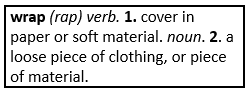 wrap (rap) verb. 1. cover in
paper or soft material. noun. 2. a
loose piece of clothing, or piece
of material.